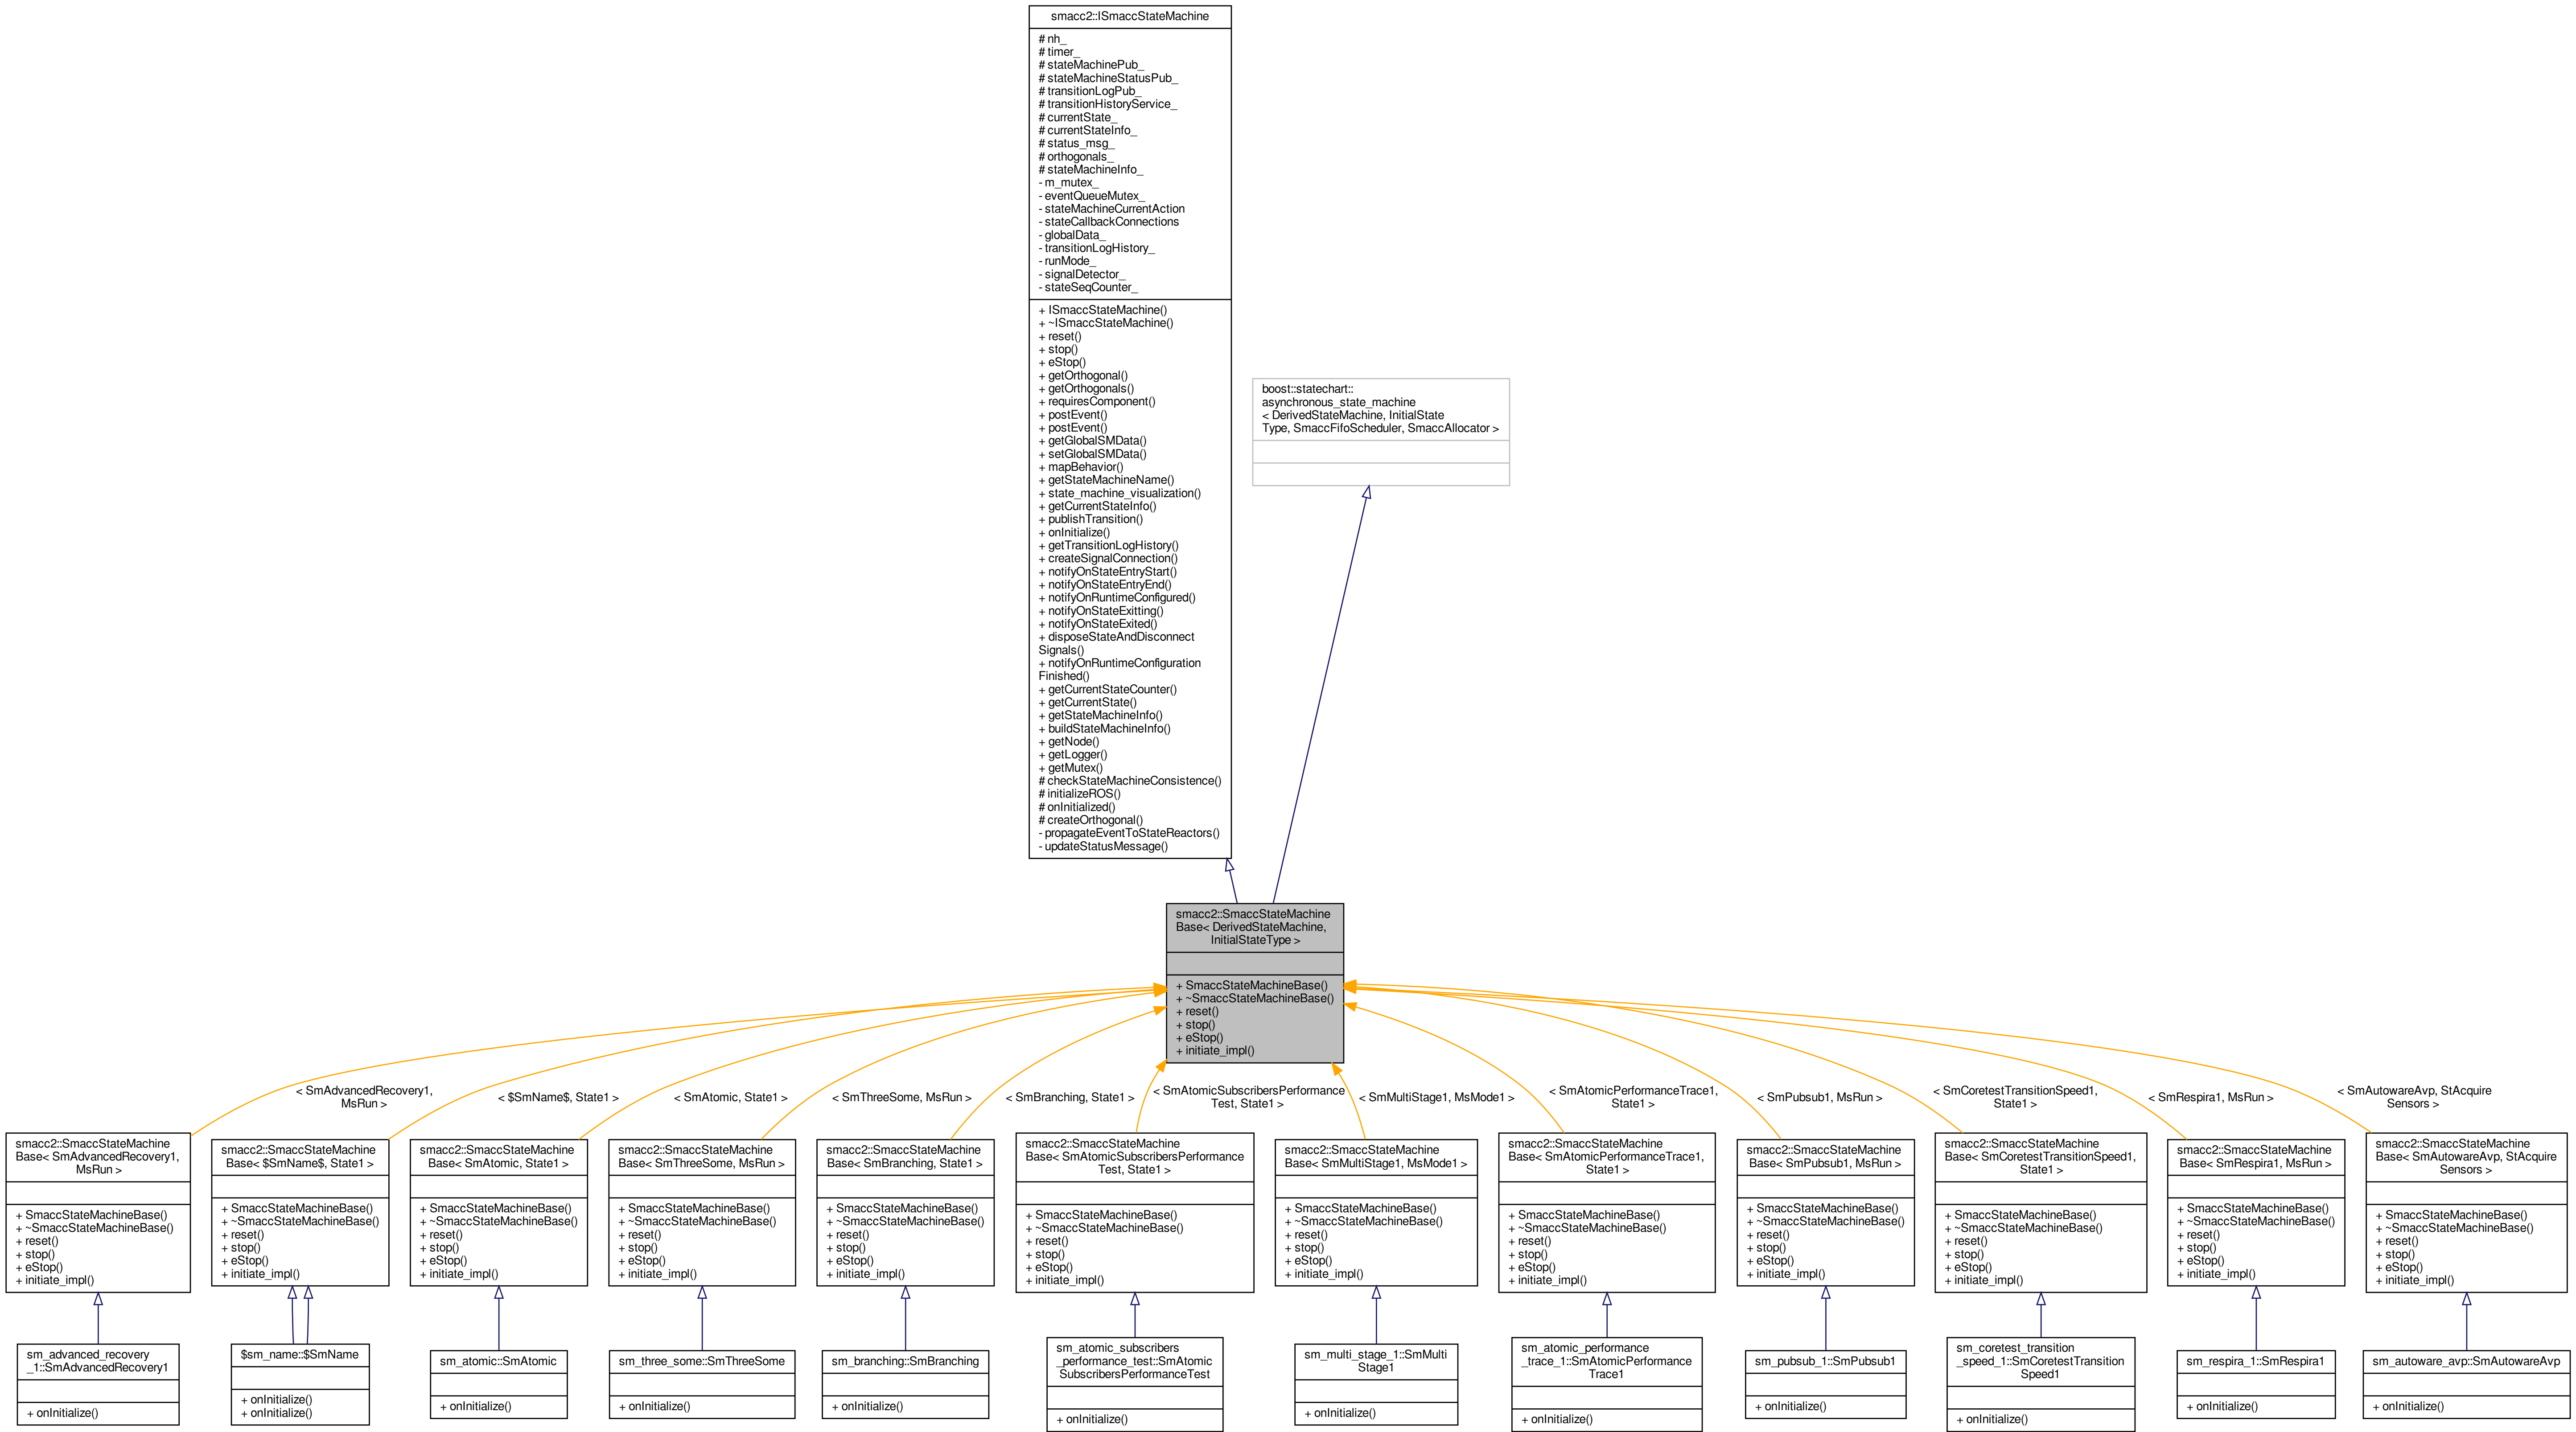 smacc2::ISmaccStateMachine
# nh_
# timer_
# stateMachinePub_
# stateMachineStatusPub_
# transitionLogPub_
# transitionHistoryService_
# currentState_
# currentStateInfo_
# status_msg_
# orthogonals_
# stateMachineInfo_
- m_mutex_
- eventQueueMutex_
- stateMachineCurrentAction
- stateCallbackConnections
- globalData_
- transitionLogHistory_
- runMode_
- signalDetector_
- stateSeqCounter_
+ ISmaccStateMachine()
+ ~ISmaccStateMachine()
+ reset()
+ stop()
+ eStop()
+ getOrthogonal()
+ getOrthogonals()
+ requiresComponent()
+ postEvent()
+ postEvent()
+ getGlobalSMData()
+ setGlobalSMData()
+ mapBehavior()
+ getStateMachineName()
+ state_machine_visualization()
+ getCurrentStateInfo()
+ publishTransition()
+ onInitialize()
+ getTransitionLogHistory()
+ createSignalConnection()
+ notifyOnStateEntryStart()
+ notifyOnStateEntryEnd()
+ notifyOnRuntimeConfigured()
+ notifyOnStateExitting()
+ notifyOnStateExited()
+ disposeStateAndDisconnect
Signals()
+ notifyOnRuntimeConfiguration
Finished()
+ getCurrentStateCounter()
+ getCurrentState()
+ getStateMachineInfo()
+ buildStateMachineInfo()
+ getNode()
+ getLogger()
+ getMutex()
# checkStateMachineConsistence()
# initializeROS()
# onInitialized()
# createOrthogonal()
- propagateEventToStateReactors()
- updateStatusMessage()
boost::statechart::
asynchronous_state_machine
< DerivedStateMachine, InitialState
Type, SmaccFifoScheduler, SmaccAllocator >
smacc2::SmaccStateMachine
Base< DerivedStateMachine,
InitialStateType >
+ SmaccStateMachineBase()
+ ~SmaccStateMachineBase()
+ reset()
+ stop()
+ eStop()
+ initiate_impl()
< SmAdvancedRecovery1,
MsRun >
< $SmName$, State1 >
< SmAtomic, State1 >
< SmThreeSome, MsRun >
< SmBranching, State1 >
< SmAtomicSubscribersPerformance
Test, State1 >
< SmMultiStage1, MsMode1 >
< SmAtomicPerformanceTrace1,
State1 >
< SmPubsub1, MsRun >
< SmCoretestTransitionSpeed1,
State1 >
< SmRespira1, MsRun >
< SmAutowareAvp, StAcquire
Sensors >
smacc2::SmaccStateMachine
Base< SmAdvancedRecovery1,
MsRun >
+ SmaccStateMachineBase()
+ ~SmaccStateMachineBase()
+ reset()
+ stop()
+ eStop()
+ initiate_impl()
smacc2::SmaccStateMachine
Base< $SmName$, State1 >
+ SmaccStateMachineBase()
+ ~SmaccStateMachineBase()
+ reset()
+ stop()
+ eStop()
+ initiate_impl()
smacc2::SmaccStateMachine
Base< SmAtomic, State1 >
+ SmaccStateMachineBase()
+ ~SmaccStateMachineBase()
+ reset()
+ stop()
+ eStop()
+ initiate_impl()
smacc2::SmaccStateMachine
Base< SmThreeSome, MsRun >
+ SmaccStateMachineBase()
+ ~SmaccStateMachineBase()
+ reset()
+ stop()
+ eStop()
+ initiate_impl()
smacc2::SmaccStateMachine
Base< SmBranching, State1 >
+ SmaccStateMachineBase()
+ ~SmaccStateMachineBase()
+ reset()
+ stop()
+ eStop()
+ initiate_impl()
smacc2::SmaccStateMachine
Base< SmAtomicSubscribersPerformance
Test, State1 >
+ SmaccStateMachineBase()
+ ~SmaccStateMachineBase()
+ reset()
+ stop()
+ eStop()
+ initiate_impl()
smacc2::SmaccStateMachine
Base< SmMultiStage1, MsMode1 >
+ SmaccStateMachineBase()
+ ~SmaccStateMachineBase()
+ reset()
+ stop()
+ eStop()
+ initiate_impl()
smacc2::SmaccStateMachine
Base< SmAtomicPerformanceTrace1,
State1 >
+ SmaccStateMachineBase()
+ ~SmaccStateMachineBase()
+ reset()
+ stop()
+ eStop()
+ initiate_impl()
smacc2::SmaccStateMachine
Base< SmPubsub1, MsRun >
+ SmaccStateMachineBase()
+ ~SmaccStateMachineBase()
+ reset()
+ stop()
+ eStop()
+ initiate_impl()
smacc2::SmaccStateMachine
Base< SmCoretestTransitionSpeed1,
State1 >
+ SmaccStateMachineBase()
+ ~SmaccStateMachineBase()
+ reset()
+ stop()
+ eStop()
+ initiate_impl()
smacc2::SmaccStateMachine
Base< SmRespira1, MsRun >
+ SmaccStateMachineBase()
+ ~SmaccStateMachineBase()
+ reset()
+ stop()
+ eStop()
+ initiate_impl()
smacc2::SmaccStateMachine
Base< SmAutowareAvp, StAcquire
Sensors >
+ SmaccStateMachineBase()
+ ~SmaccStateMachineBase()
+ reset()
+ stop()
+ eStop()
+ initiate_impl()
sm_advanced_recovery
_1::SmAdvancedRecovery1
+ onInitialize()
$sm_name::$SmName
+ onInitialize()
+ onInitialize()
sm_atomic::SmAtomic
+ onInitialize()
sm_three_some::SmThreeSome
+ onInitialize()
sm_branching::SmBranching
+ onInitialize()
sm_atomic_subscribers
_performance_test::SmAtomic
SubscribersPerformanceTest
+ onInitialize()
sm_multi_stage_1::SmMulti
Stage1
+ onInitialize()
sm_atomic_performance
_trace_1::SmAtomicPerformance
Trace1
+ onInitialize()
sm_pubsub_1::SmPubsub1
+ onInitialize()
sm_coretest_transition
_speed_1::SmCoretestTransition
Speed1
+ onInitialize()
sm_respira_1::SmRespira1
+ onInitialize()
sm_autoware_avp::SmAutowareAvp
+ onInitialize()